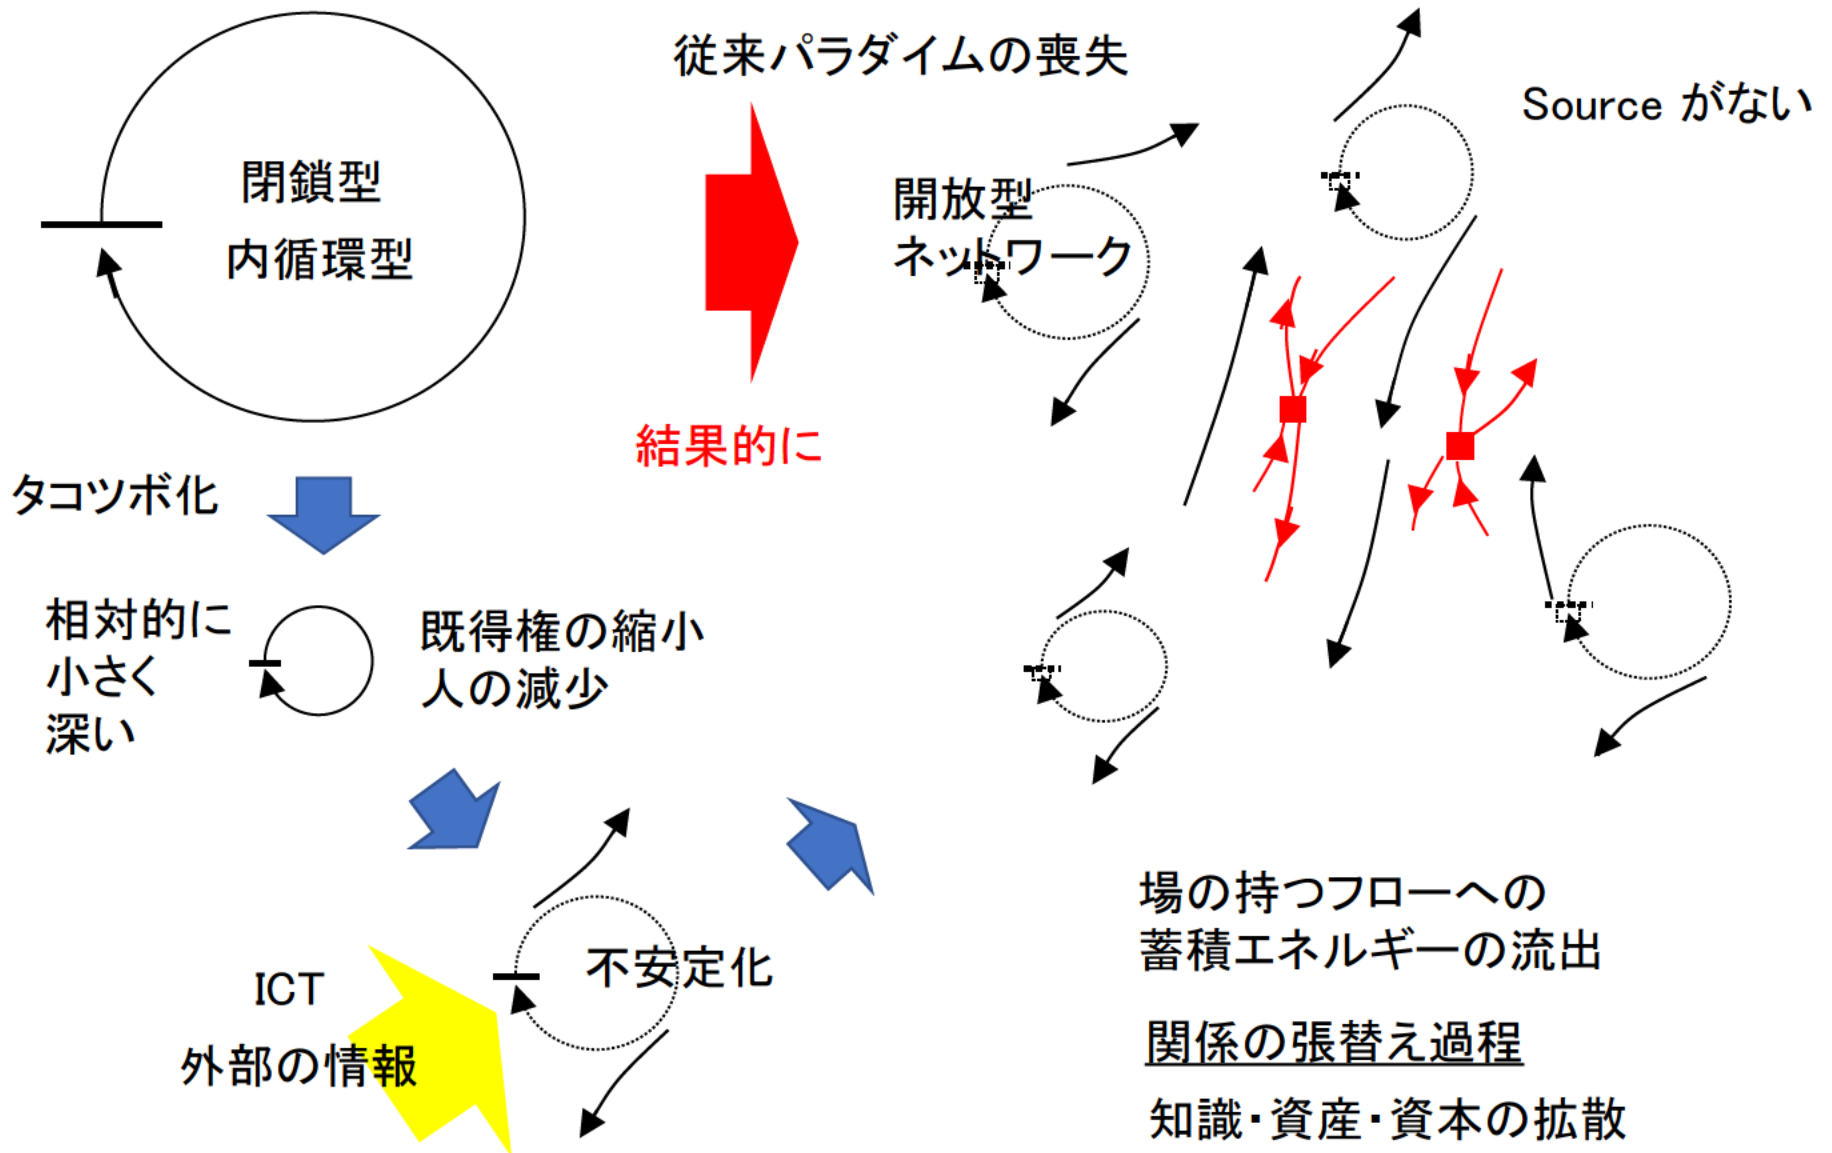 従来パラダイムの喪失
Source がない
閉鎖型
内循環型
開放型
ネットワーク
結果的に
タコツボ化
相対的に
小さく
深い
既得権の縮小
人の減少
不安定化
ICT
外部の情報
場の持つフローへの
蓄積エネルギーの流出
関係の張替え過程
知識・資産・資本の拡散